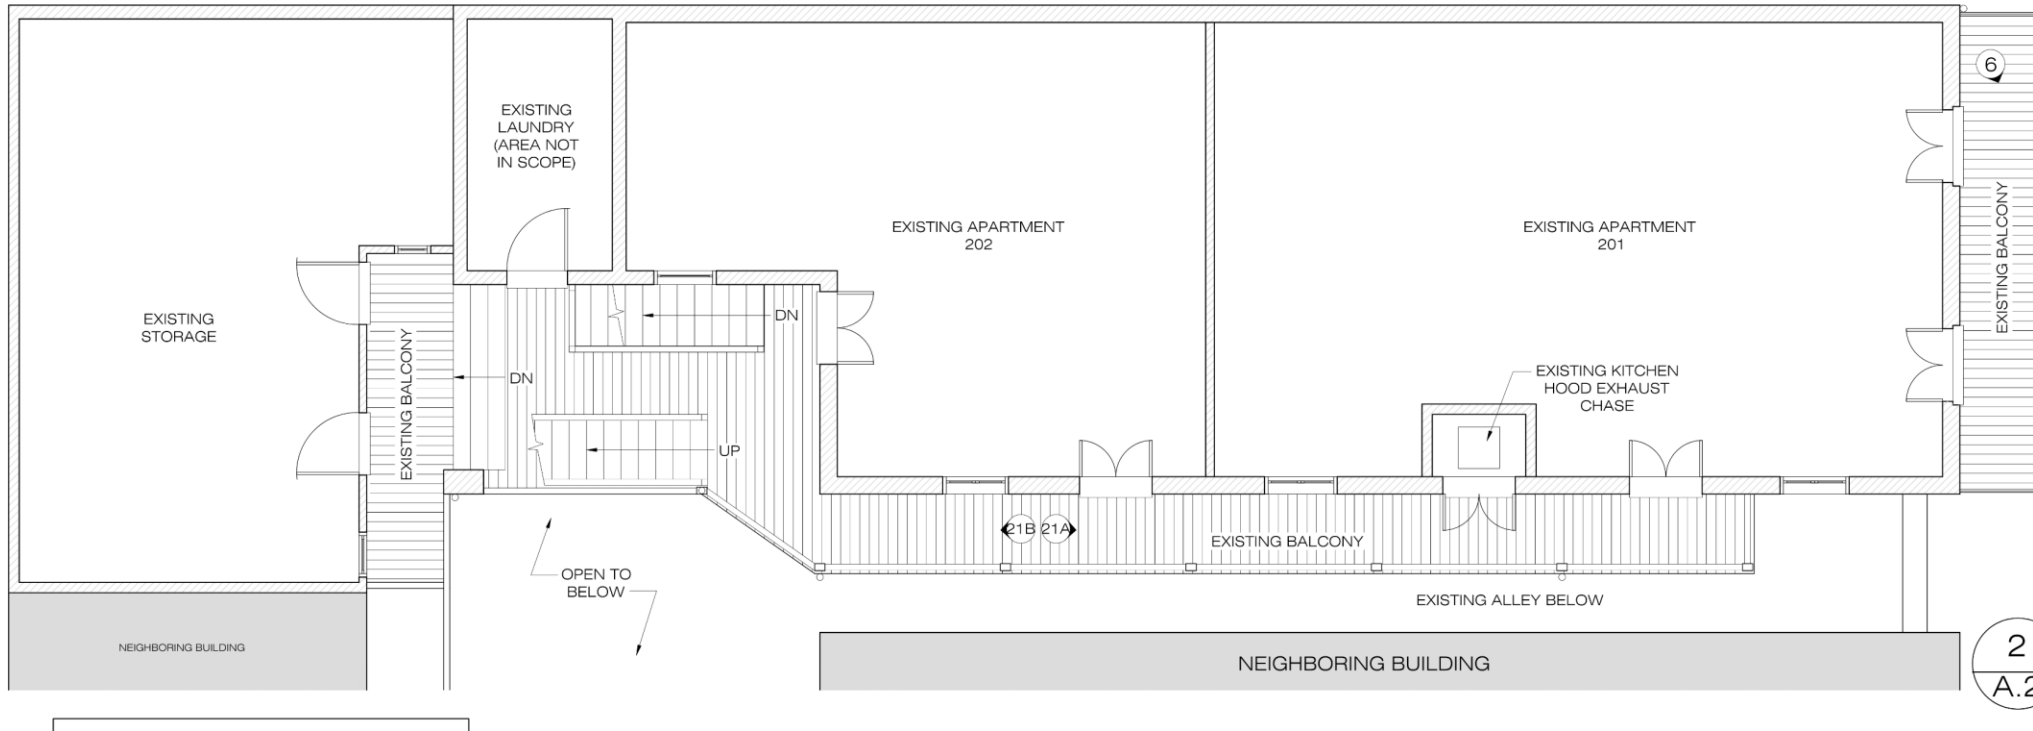 EXISTING
LAUNDRY
(AREA NOT
IN SCOPE)
6
EXISTING APARTMENT
202
EXISTING APARTMENT
201
EXISTING BALCONY
EXISTING
STORAGE
EXISTING BALCONY
DN
DN
UP
EXISTING KITCHEN
HOOD EXHAUST
CHASE
21B
21A
EXISTING BALCONY
OPEN TO
BELOW
EXISTING ALLEY BELOW
NEIGHBORING BUILDING
NEIGHBORING BUILDING
2
A.2